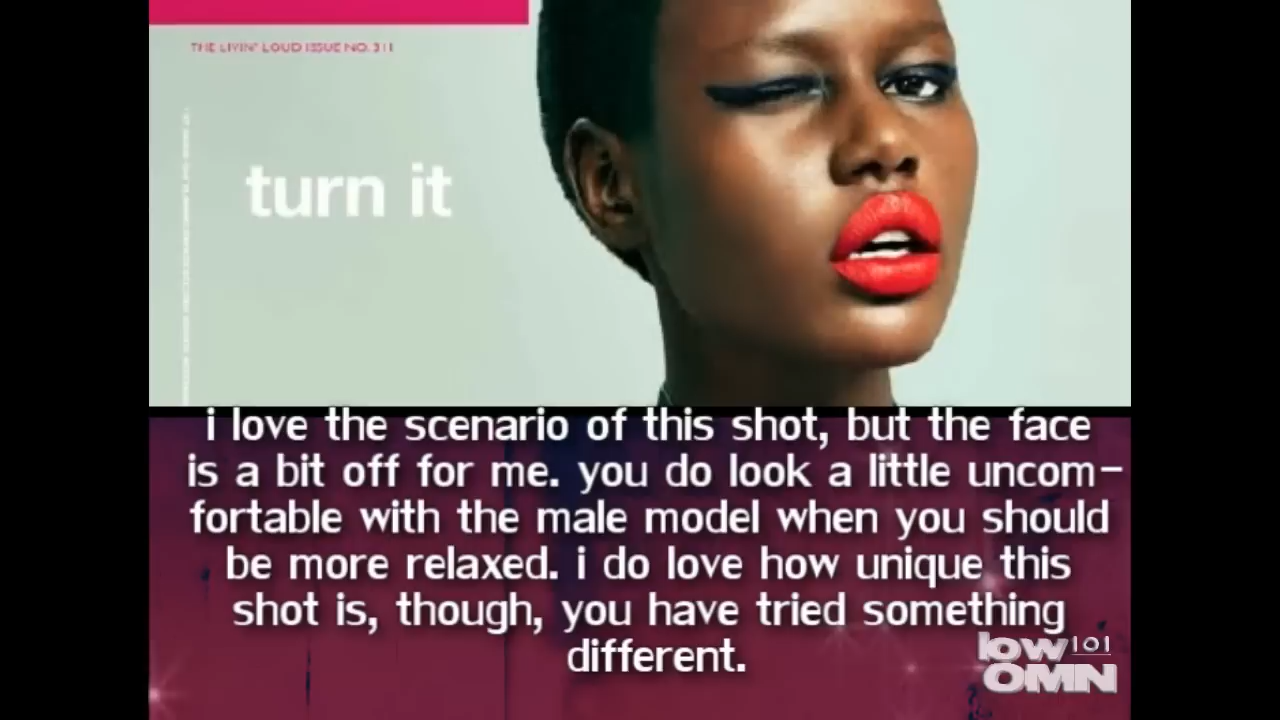 THE LIVIN' LOUD ISSUE NO. 311
turn it
i love the scenario of this shot, but the face
is a bit off for me. you do look a little uncom-
fortable with the male model when you should
be more relaxed. i do love how unique this
shot is, though, you have tried something
different.
low 101
OMN